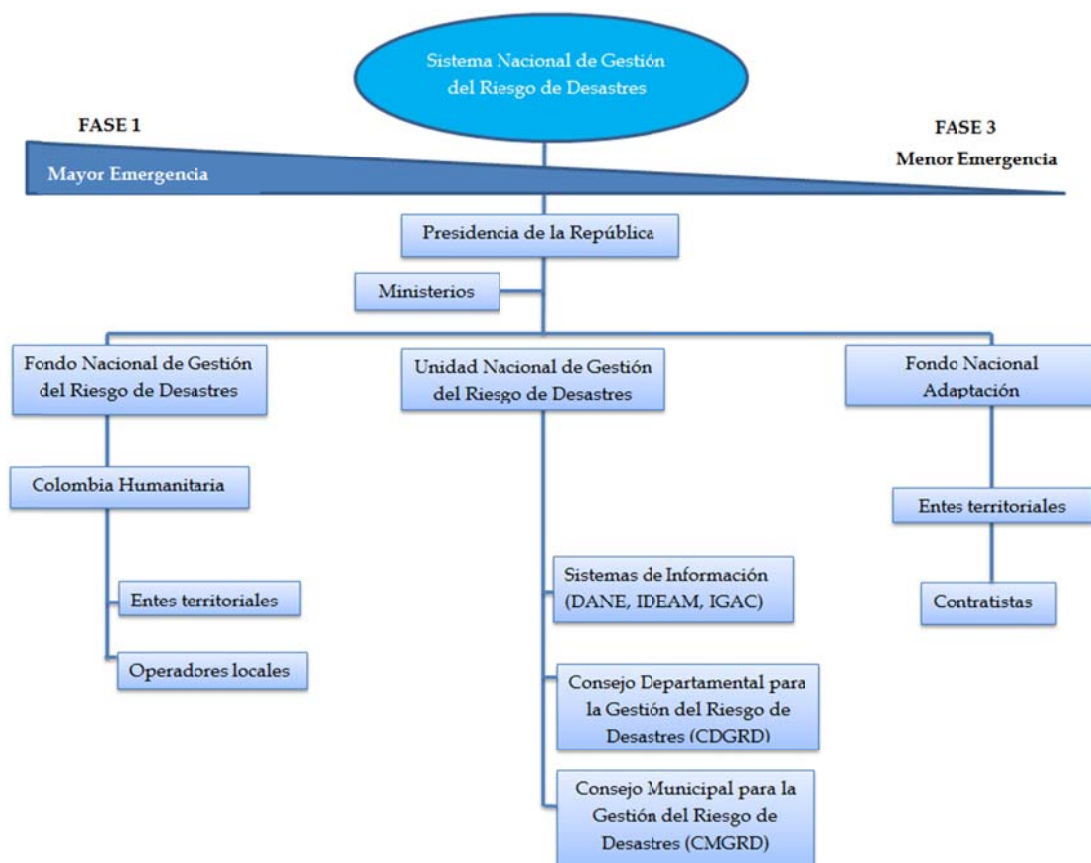 Sistema Nacional de Gestión
del Riesgo de Desastres
FASE 1
FASE 3
Menor Emergencia
Mayor Emergencia
Presidencia de la República
Ministerios
Fondo Nacional de Gestión
del Riesgo de Desastres
Unidad Nacional de Gestión
del Riesgo de Desastres
Fondo Nacional
Adaptación
Colombia Humanitaria
Entes territoriales
Sistemas de Información
(DANE, IDEAM, IGAC)
Entes territoriales
Contratistas
Operadores locales
Consejo Departamental para
la Gestión del Riesgo de
Desastres (CDGRD)
Consejo Municipal para la
Gestión del Riesgo de
Desastres (CMGRD)